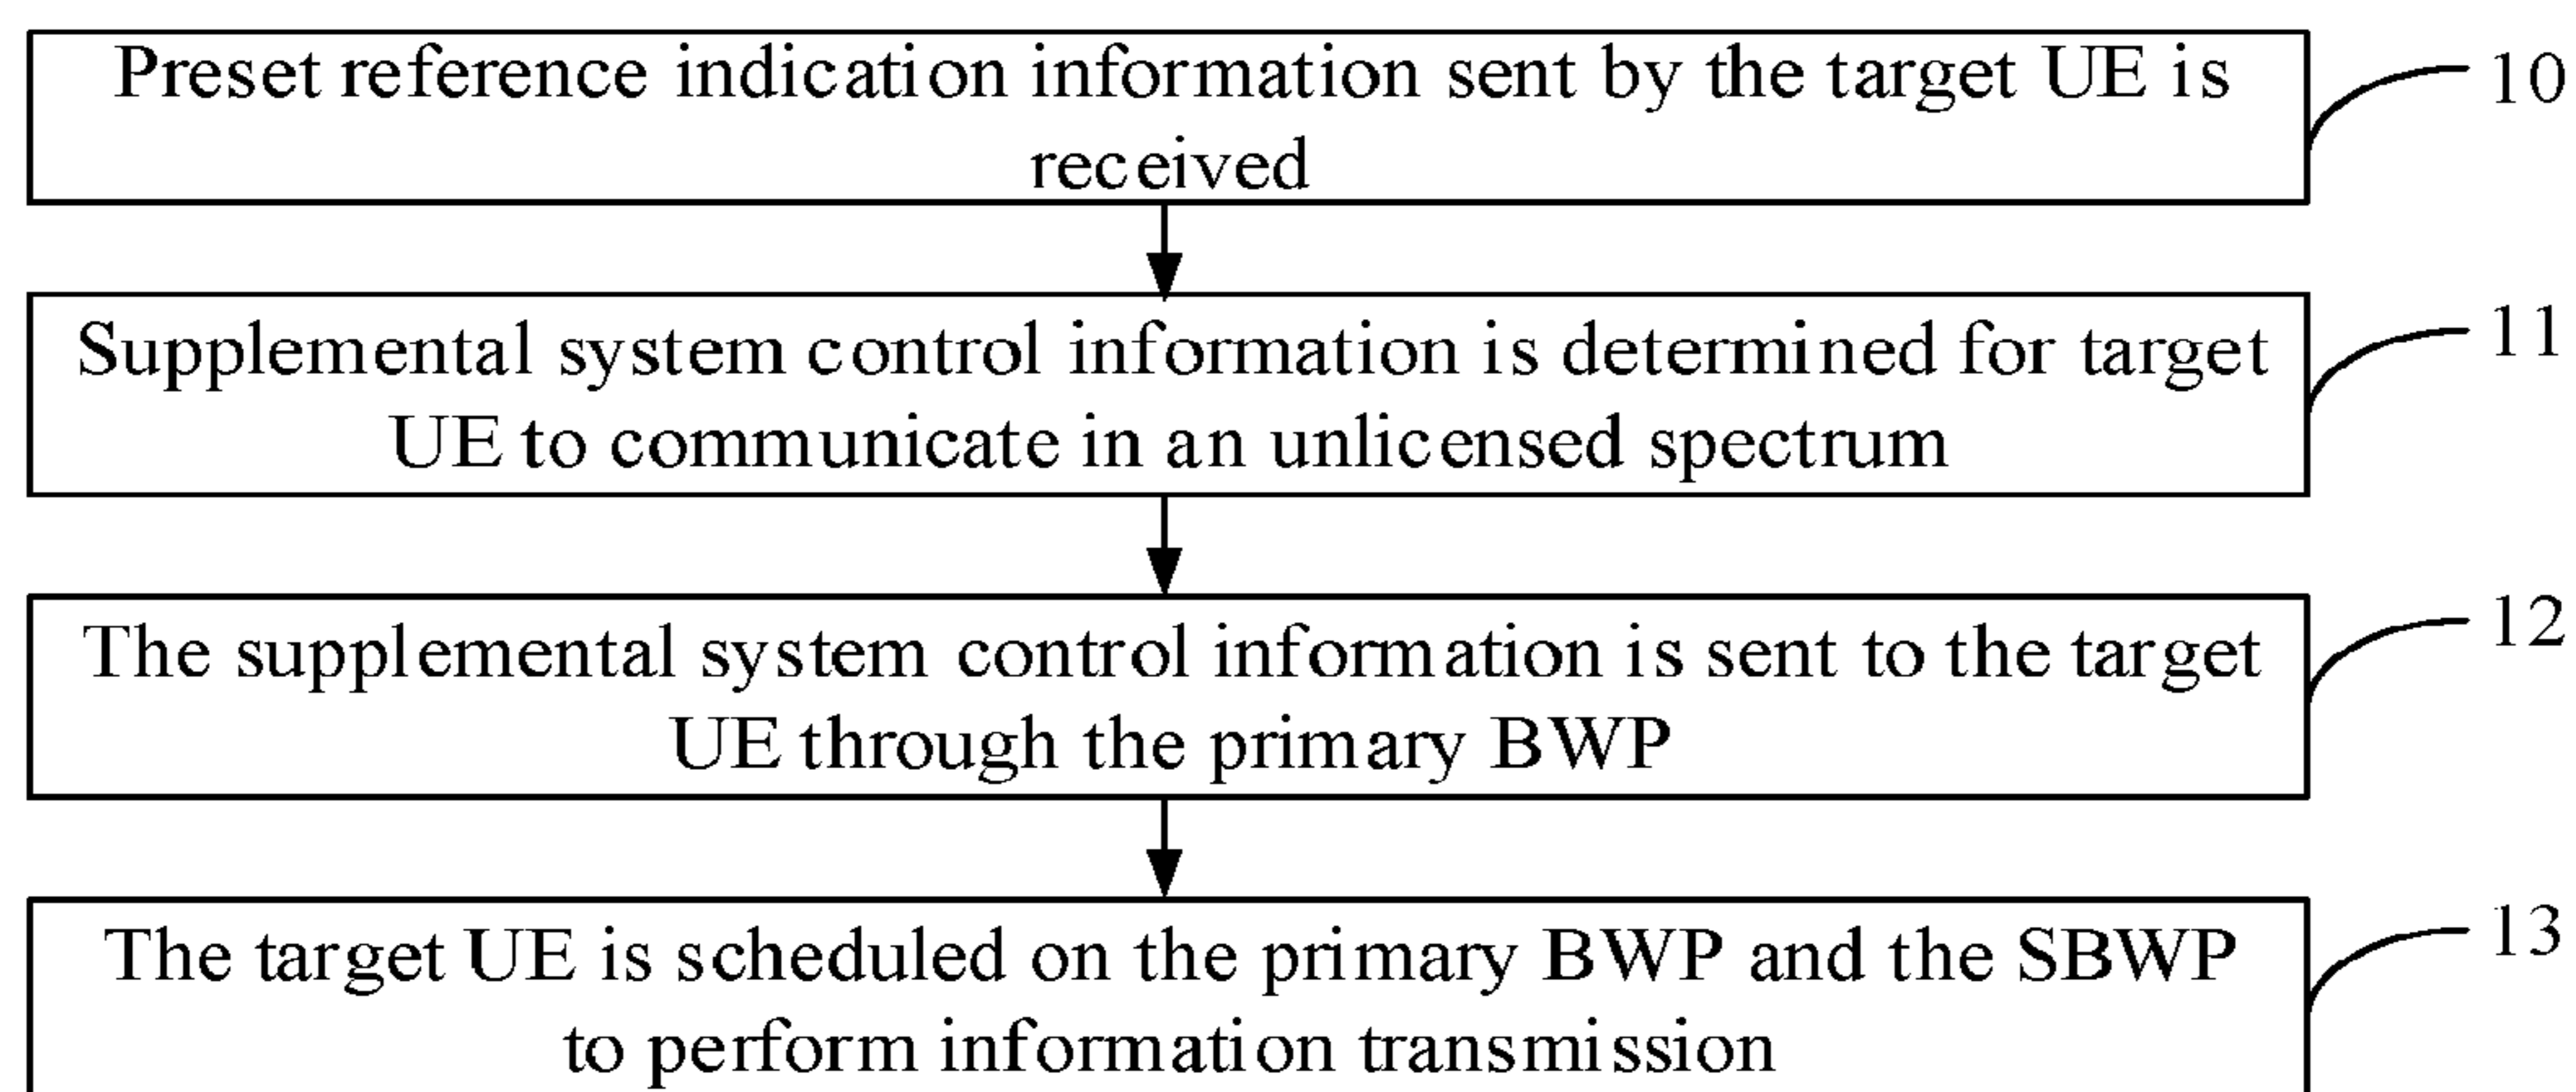 Preset reference indication information sent by the target UE is
received
10
Supplemental system control information is determined for target
UE to communicate in an unlicensed spectrum
11
The supplemental system control information is sent to the target
UE through the primary BWP
12
The target UE is scheduled on the primary BWP and the SBWP
to perform information transmission
13